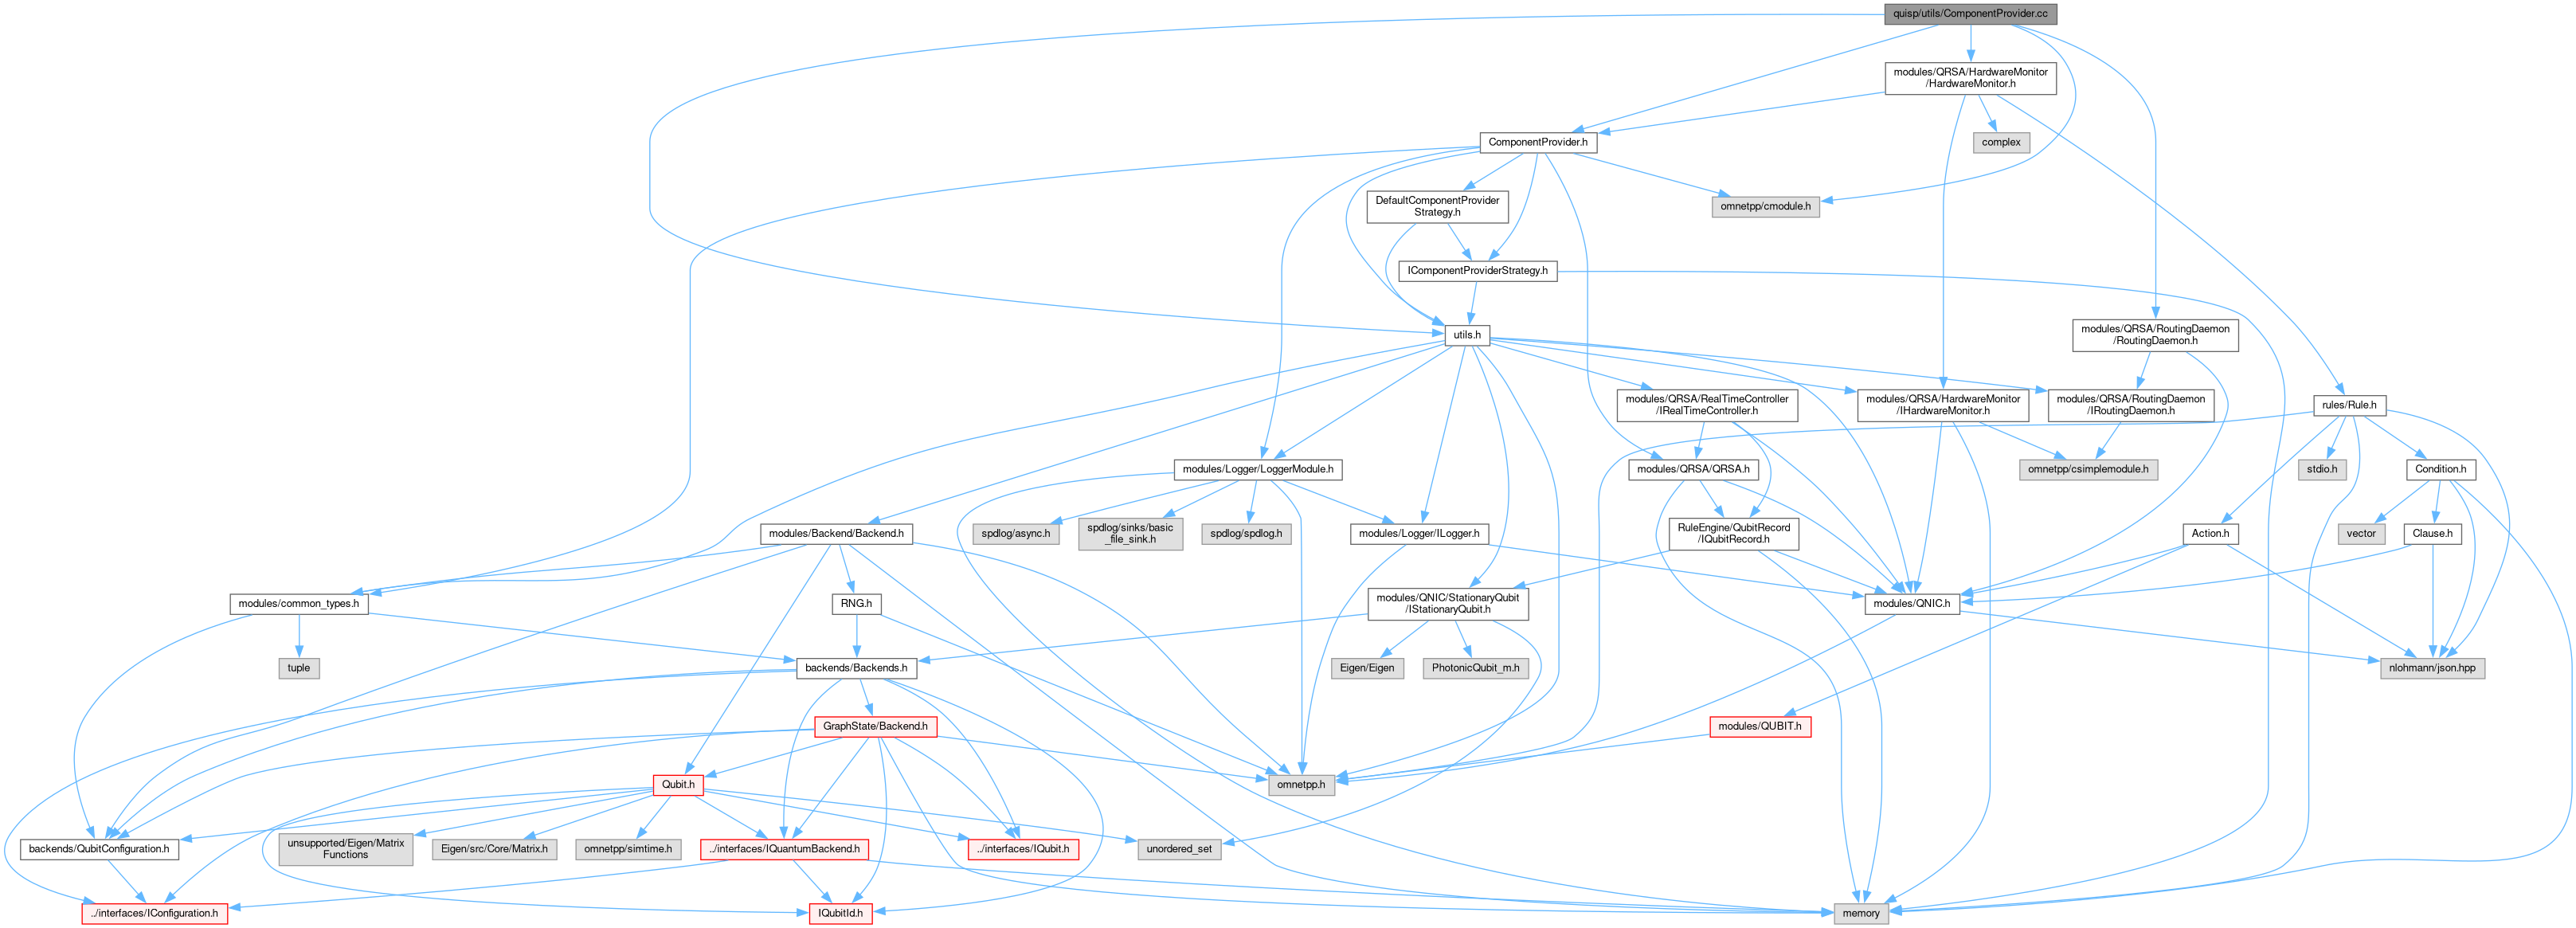 quisp/utils/ComponentProvider.cc
modules/QRSA/HardwareMonitor
/HardwareMonitor.h
ComponentProvider.h
complex
DefaultComponentProvider
Strategy.h
omnetpp/cmodule.h
IComponentProviderStrategy.h
utils.h
modules/QRSA/RoutingDaemon
/RoutingDaemon.h
modules/QRSA/RealTimeController
/IRealTimeController.h
modules/QRSA/HardwareMonitor
/IHardwareMonitor.h
modules/QRSA/RoutingDaemon
/IRoutingDaemon.h
rules/Rule.h
modules/Logger/LoggerModule.h
modules/QRSA/QRSA.h
omnetpp/csimplemodule.h
stdio.h
Condition.h
modules/Backend/Backend.h
spdlog/async.h
spdlog/sinks/basic
_file_sink.h
spdlog/spdlog.h
modules/Logger/ILogger.h
RuleEngine/QubitRecord
/IQubitRecord.h
Action.h
vector
Clause.h
modules/common_types.h
RNG.h
modules/QNIC/StationaryQubit
/IStationaryQubit.h
modules/QNIC.h
tuple
backends/Backends.h
Eigen/Eigen
PhotonicQubit_m.h
nlohmann/json.hpp
GraphState/Backend.h
modules/QUBIT.h
Qubit.h
omnetpp.h
backends/QubitConfiguration.h
unsupported/Eigen/Matrix
Functions
Eigen/src/Core/Matrix.h
omnetpp/simtime.h
../interfaces/IQuantumBackend.h
../interfaces/IQubit.h
unordered_set
../interfaces/IConfiguration.h
IQubitId.h
memory